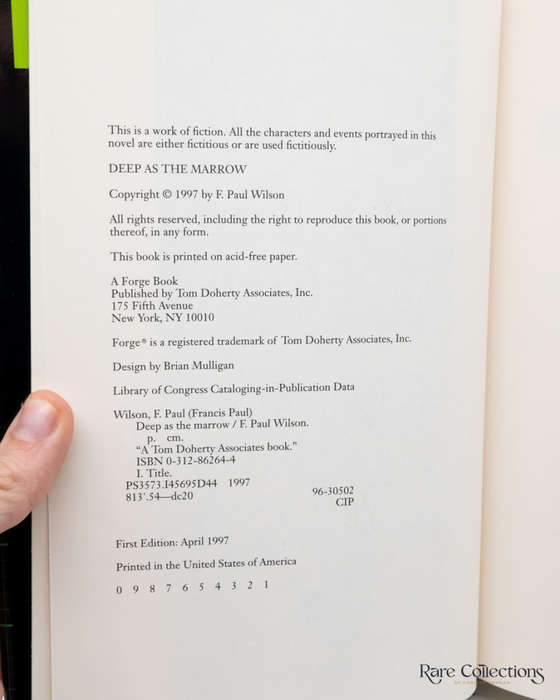 This is a work of fiction. All the characters and events portrayed in this
novel are either fictitious or are used fictitiously.
DEEP AS THE MARROW
Copyright © 1997 by F. Paul Wilson
All rights reserved, including the right to reproduce this book, or portions
thereof, in any form.
This book is printed on acid-free paper.
A Forge Book
Published by Tom Doherty Associates, Inc.
175 Fifth Avenue
New York, NY 10010
Forge® is a registered trademark of Tom Doherty Associates, Inc.
Design by Brian Mulligan
Library of Congress Cataloging-in-Publication Data
Wilson, F. Paul (Francis Paul)
Deep as the marrow / F. Paul Wilson.
p. cm.
“A Tom Doherty Associates book.”
ISBN 0-312-86264-4
I. Title.
PS3573.I45695D44 1997
813'.54—dc20
96-30502
CIP
First Edition: April 1997
Printed in the United States of America
0 9 8 7 6 5 4 3 2 1
Rare Collections